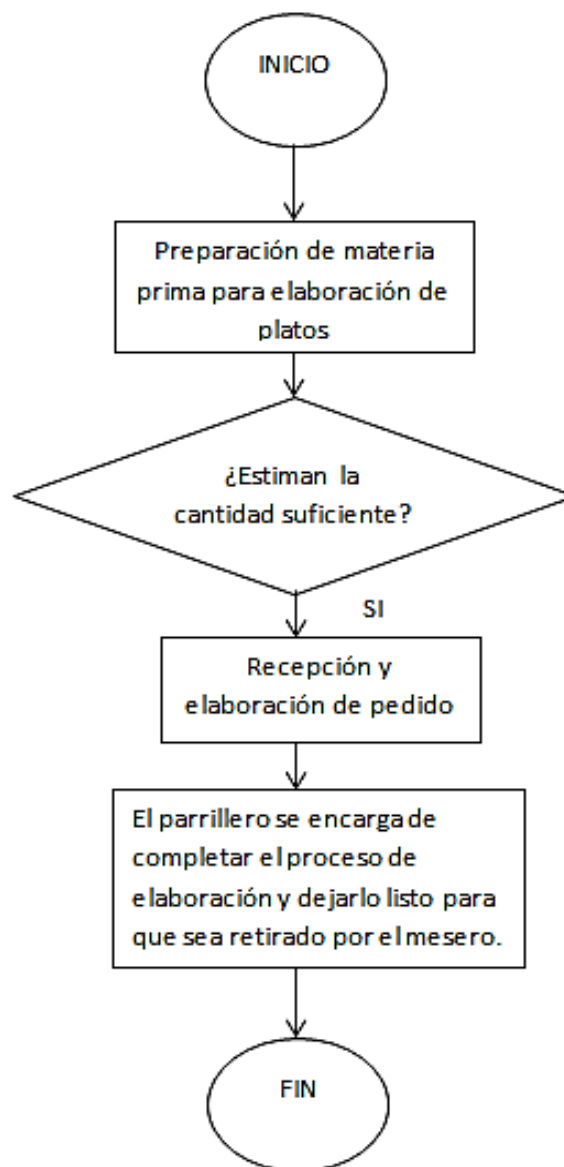 INICIO
Preparación de materia
prima para elaboración de
platos
¿Estiman la
cantidad suficiente?
SI
Recepción y
elaboración de pedido
El parrillero se encarga de
completar el proceso de
elaboración y dejarlo listo para
que sea retirado por el mesero.
FIN